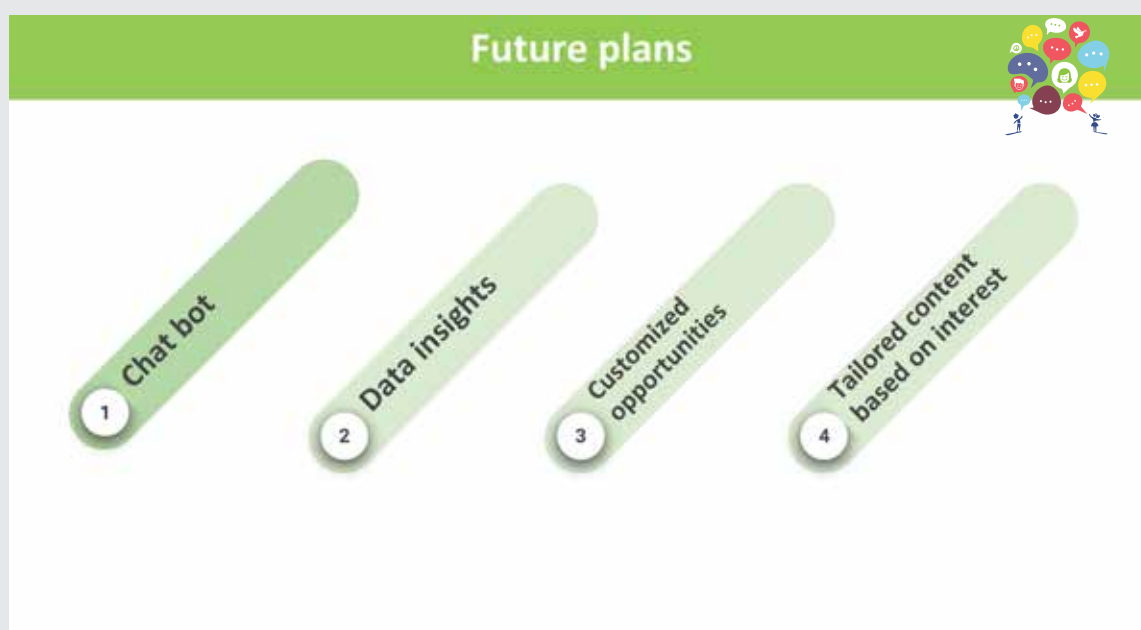 Future plans
Chat bot
1
Data insights
2
Customized
opportunities
3
Tailored content
based on interest
4